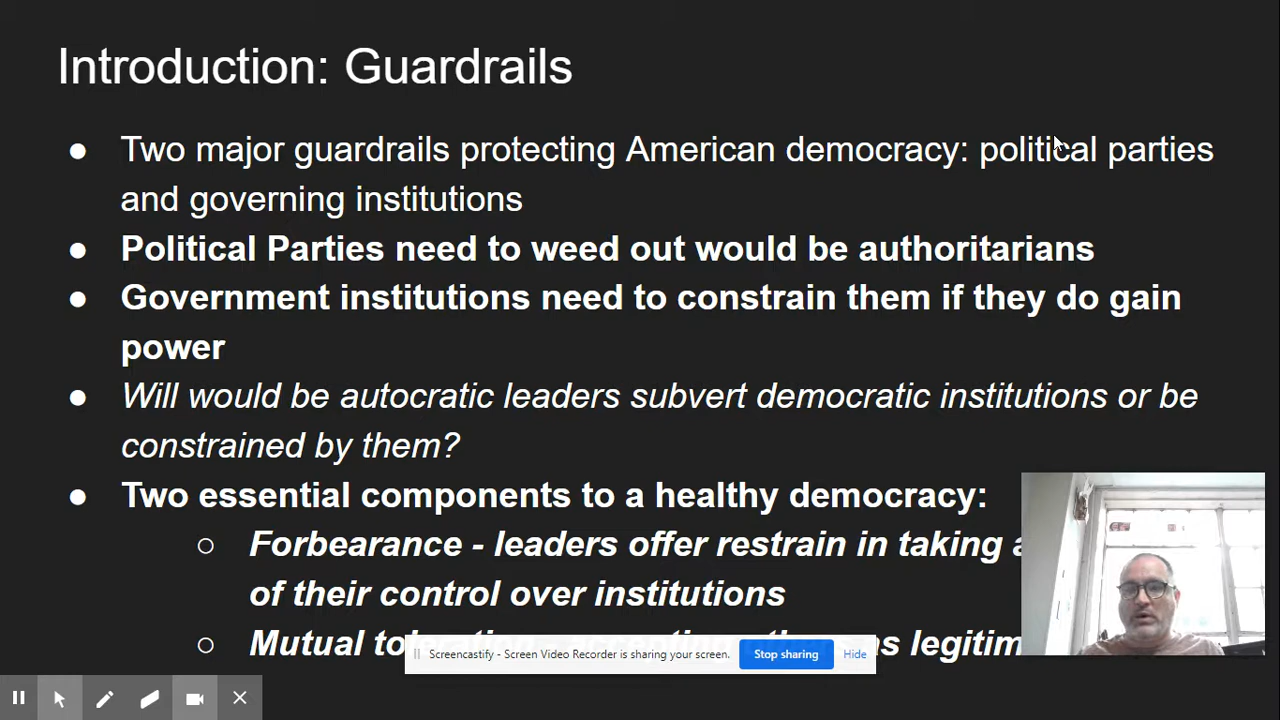 Introduction: Guardrails
● Two major guardrails protecting American democracy: political parties
and governing institutions
● Political Parties need to weed out would be authoritarians
● Government institutions need to constrain them if they do gain
power
● Will would be autocratic leaders subvert democratic institutions or be
constrained by them?
● Two essential components to a healthy democracy:
○ Forbearance - leaders offer restrain in taking
of their control over institutions
○ Mutual as
Screencastify - Screen Video Recorder is sharing your screen. Stop sharing Hide